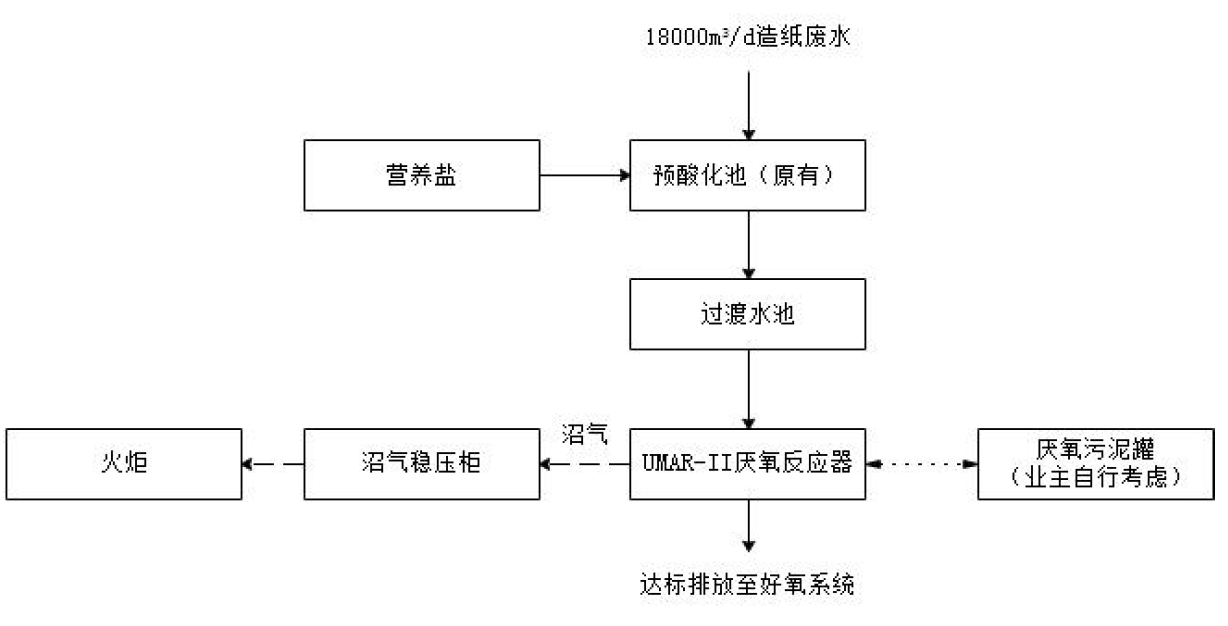 18000m³/d造纸废水
营养盐
预酸化池（原有）
过渡水池
火炬
沼气稳压柜
沼气
UMAR-II厌氧反应器
厌氧污泥罐
（业主自行考虑）
达标排放至好氧系统